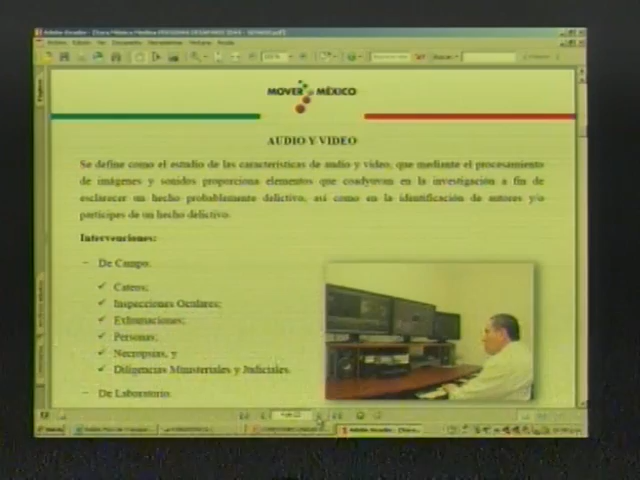 MOVER MÉXICO
AUDIO Y VIDEO
Se define como el estudio de las características de audio y video, que mediante el procesamiento
de imágenes y sonidos proporciona elementos que coadyuvan en la investigación a fin de
esclarecer un hecho probablemente delictivo, así como en la identificación de autores y/o
partícipes de un hecho delictivo.
Intervenciones:
− De Campo.
✓ Cateos;
✓ Inspecciones Oculares;
✓ Exhumaciones;
✓ Personas;
✓ Necropsias, y
✓ Diligencias Ministeriales y Judiciales.
− De Laboratorio.